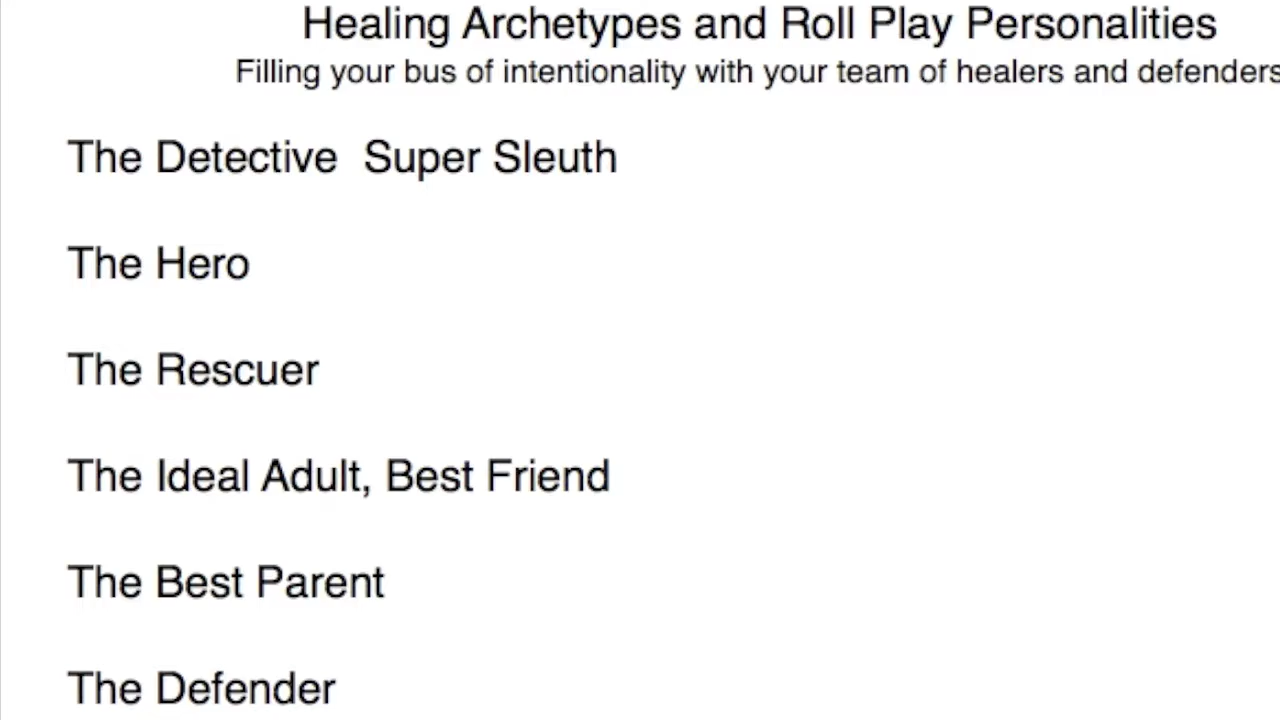 Healing Archetypes and Roll Play Personalities
Filling your bus of intentionality with your team of healers and defenders
The Detective  Super Sleuth
The Hero
The Rescuer
The Ideal Adult, Best Friend
The Best Parent
The Defender